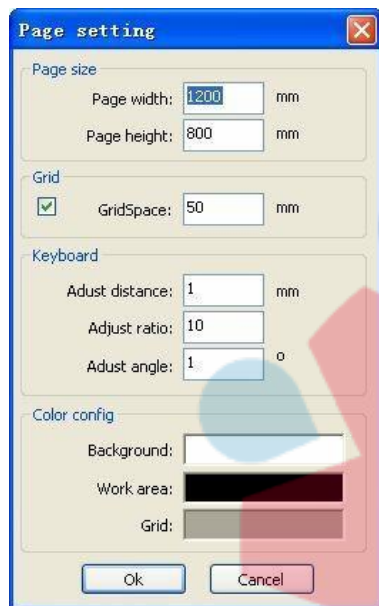 Page setting
Page size
Page width: 1200 mm
Page height: 800 mm
Grid
GridSpace: 50 mm
Keyboard
Adust distance: 1 mm
Adjust ratio: 10
Adust angle: 1 o
Color config
Background:
Work area:
Grid:
Ok Cancel